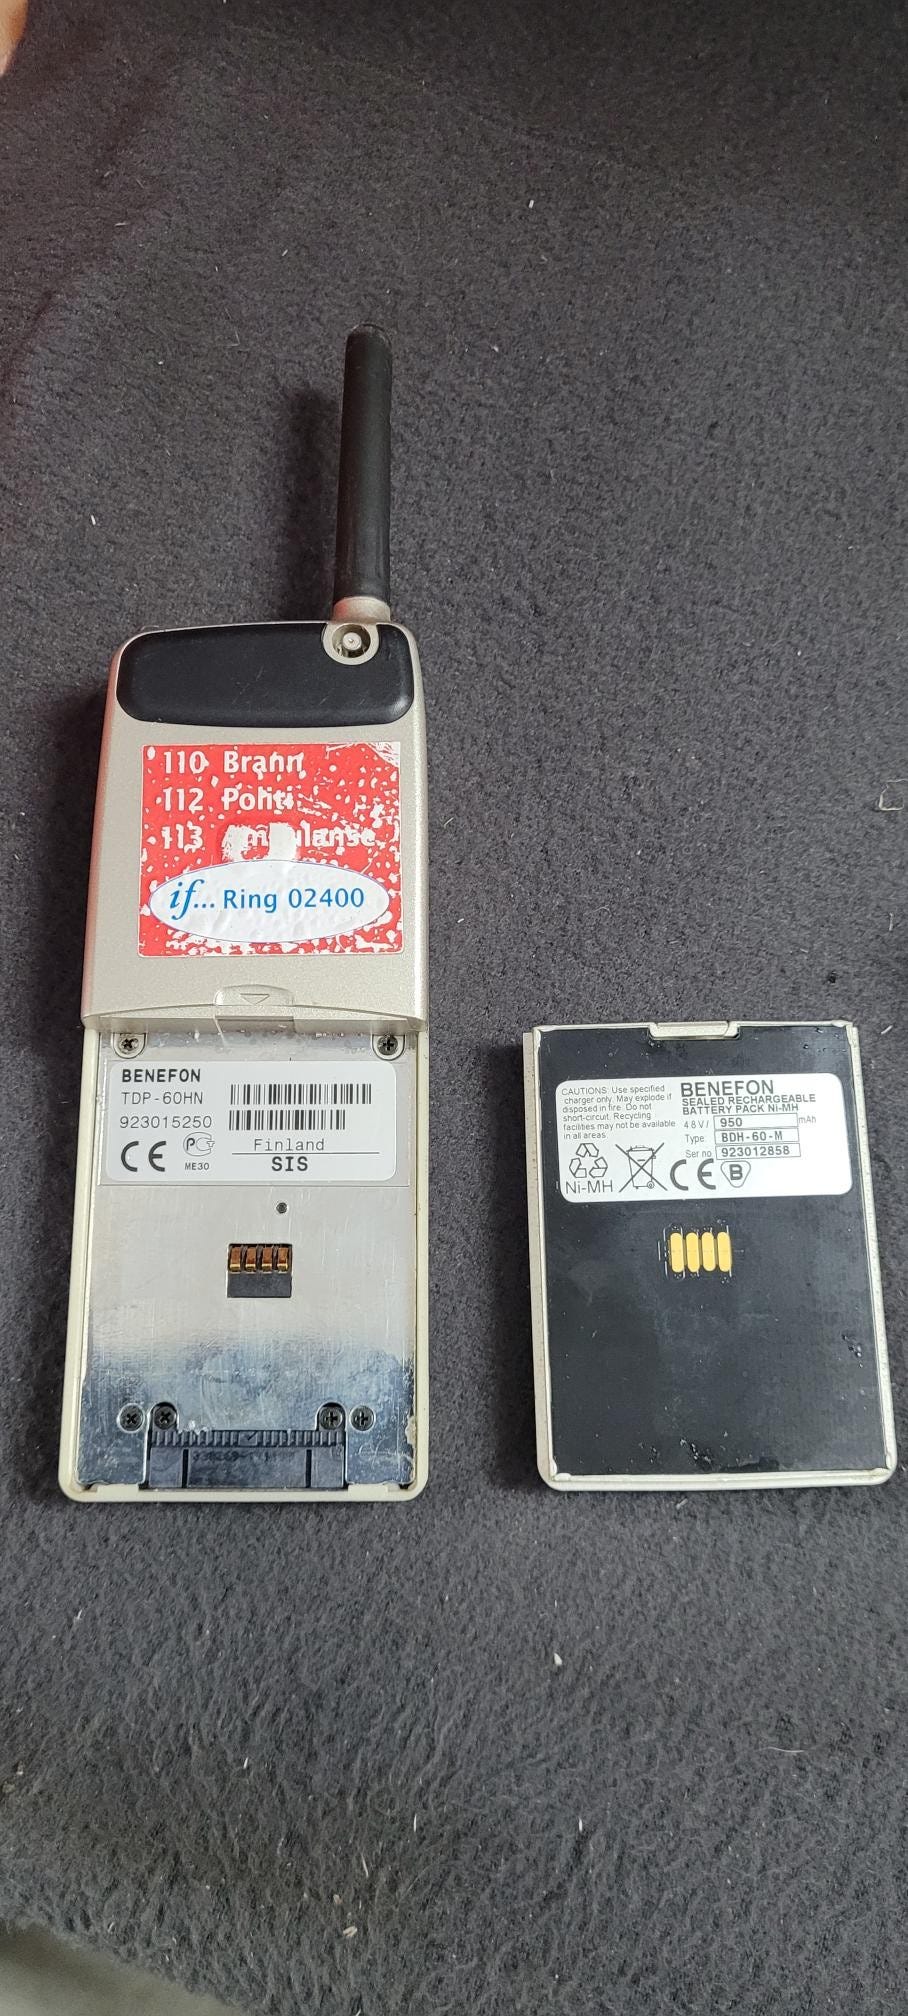 110 Brann
112 Politi
113 Ambulanse
if... Ring 02400
BENEFON
TDP-60HN
923015250
CE
ME30
Finland
SIS
CAUTIONS: Use specified
charger only. May explode if
disposed in fire. Do not
short-circuit. Recycling
facilities may not be available
in all areas
Ni-MH
BENEFON
SEALED RECHARGEABLE
BATTERY PACK Ni-MH
4.8 V / 950 mAh
Type: BDH-60-M
Ser no 923012858
CE B